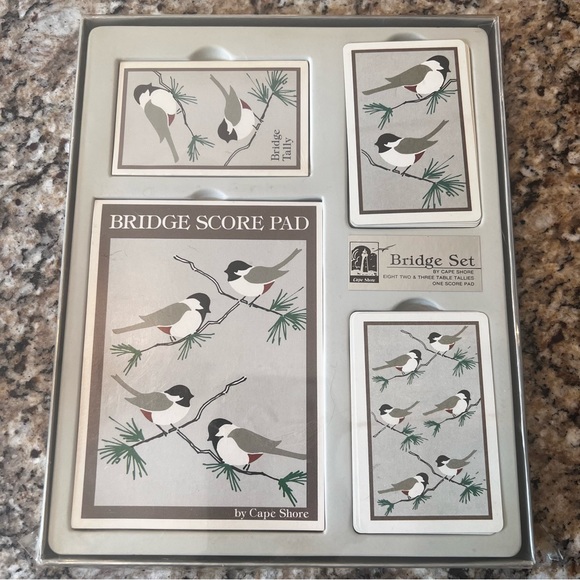 Bridge
Tally
BRIDGE SCORE PAD
by Cape Shore
Cape Shore
Bridge Set
BY CAPE SHORE
EIGHT TWO & THREE TABLE TALLIES
ONE SCORE PAD